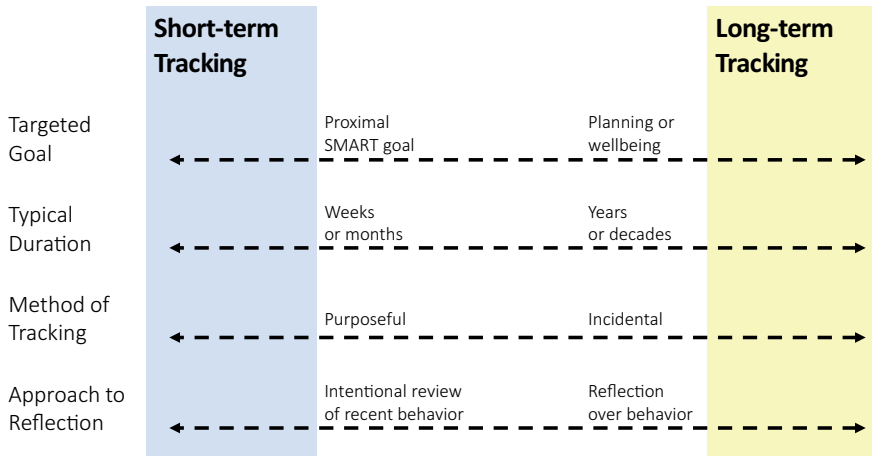 Short-term
Tracking
Long-term
Tracking
Targeted
Goal
Proximal
SMART goal
Planning or
wellbeing
Typical
Duration
Weeks
or months
Years
or decades
Method of
Tracking
Purposeful
Incidental
Approach to
Reflection
Intentional review
of recent behavior
Reflection
over behavior